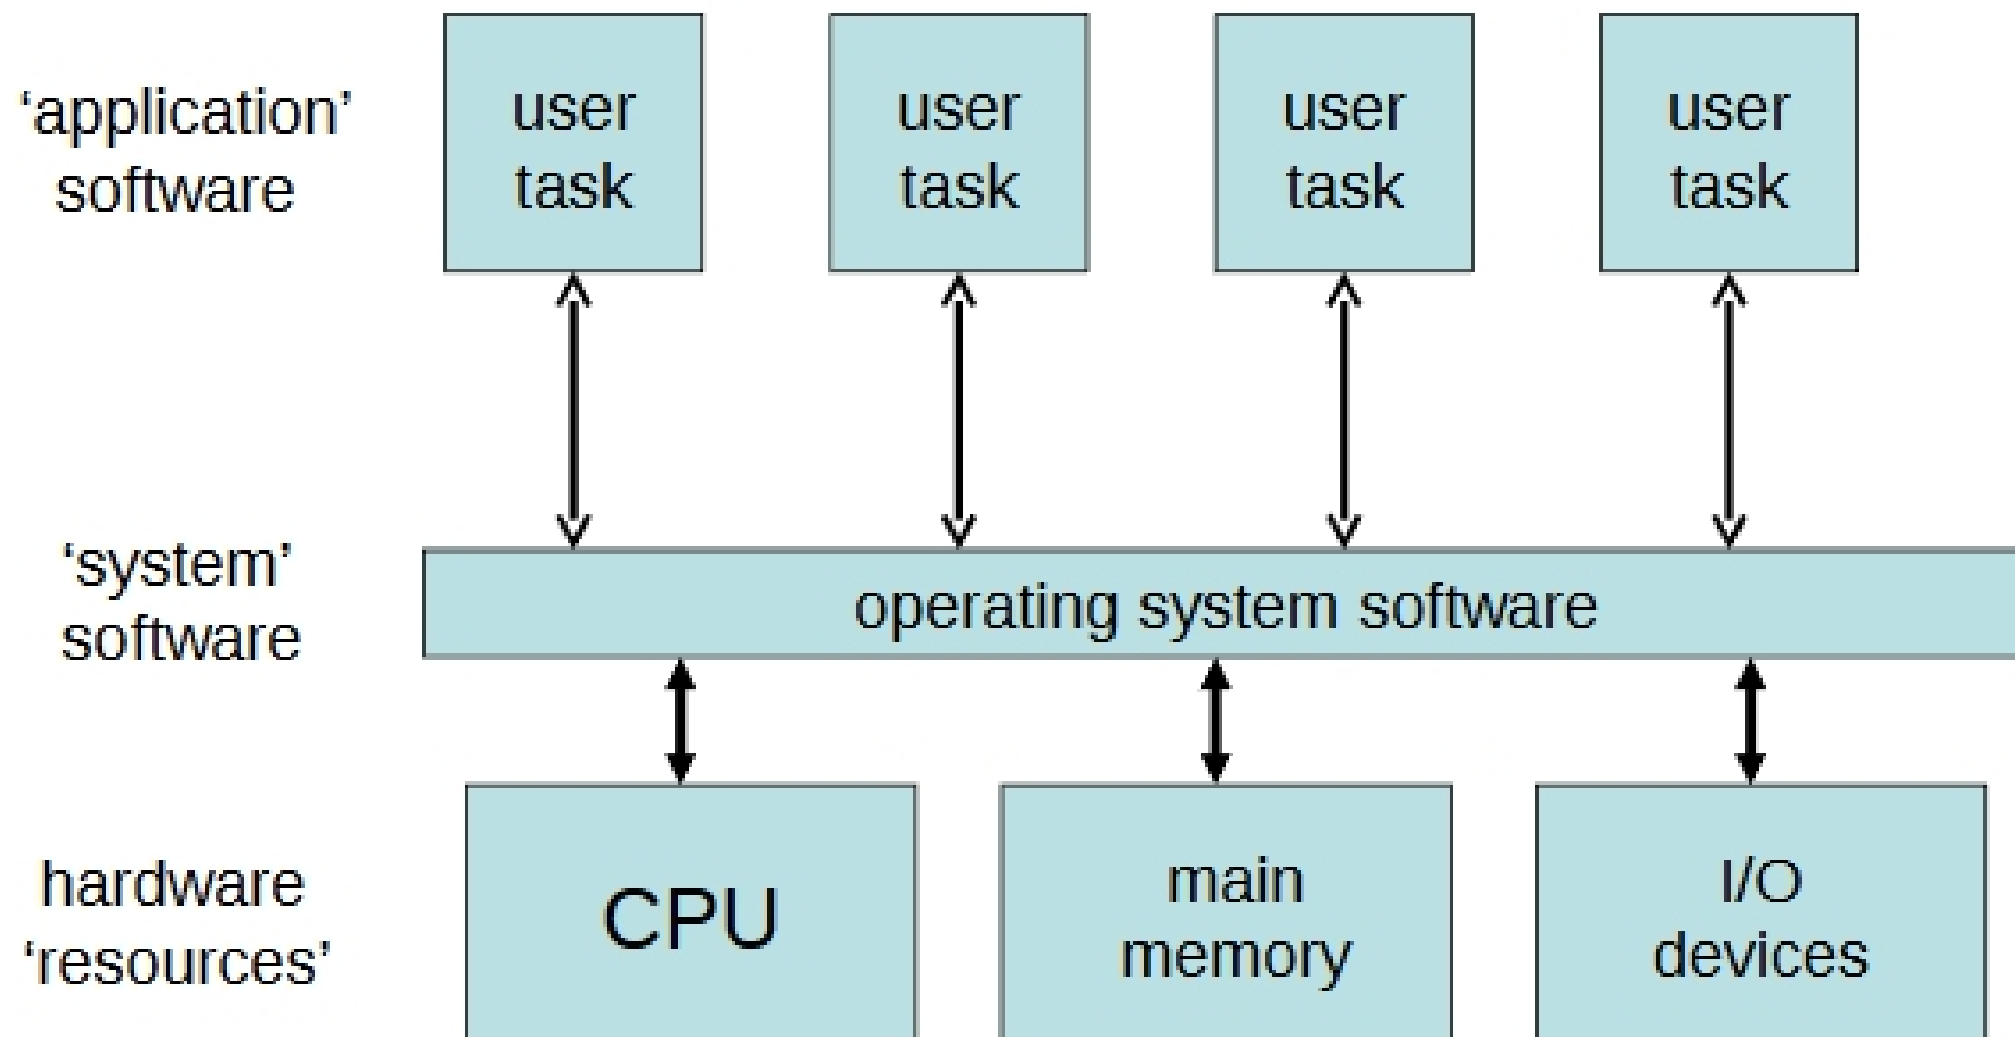 ‘application’
software
user
task
user
task
user
task
user
task
‘system’
software
operating system software
hardware
‘resources’
CPU
main
memory
I/O
devices